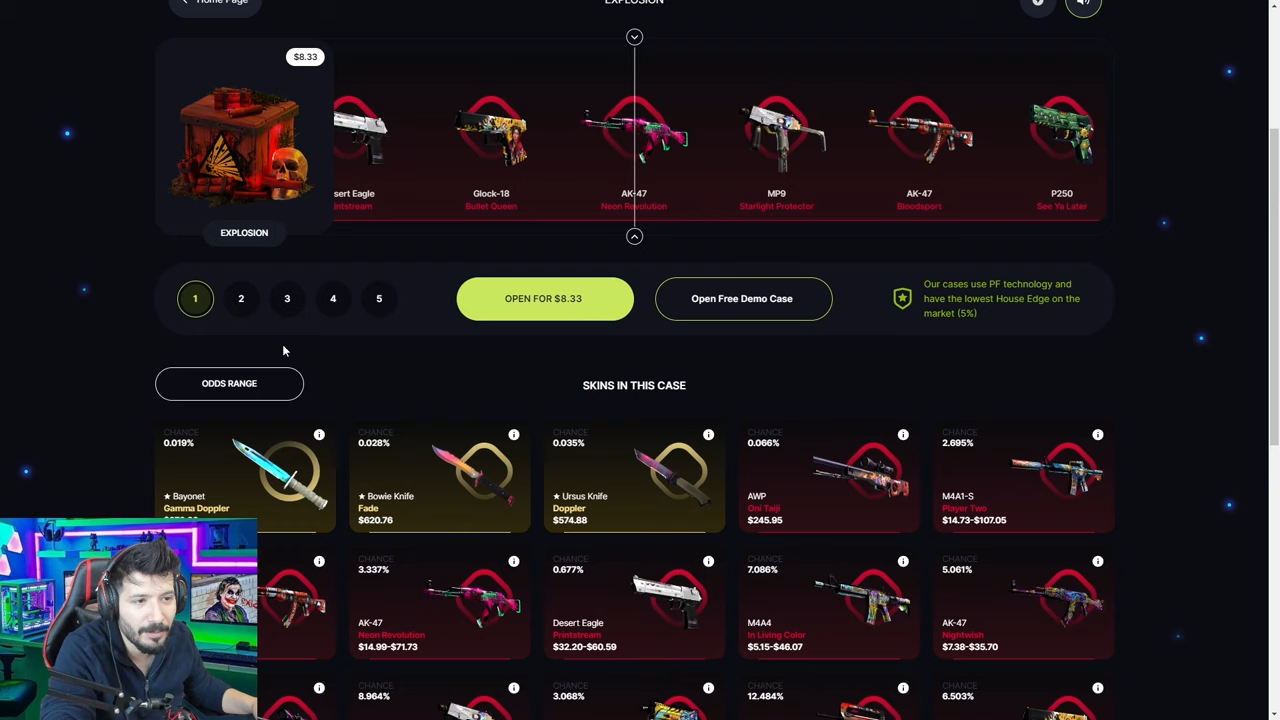 Home Page
EXPLOSION
$8.33
EXPLOSION
sert Eagle
intstream
Glock-18
Bullet Queen
AK-47
Neon Revolution
MP9
Starlight Protector
AK-47
Bloodsport
P250
See Ya Later
1
2
3
4
5
OPEN FOR $8.33
Open Free Demo Case
Our cases use PF technology and
have the lowest House Edge on the
market (5%)
ODDS RANGE
SKINS IN THIS CASE
CHANCE
0.019%
★ Bayonet
Gamma Doppler
CHANCE
0.028%
★ Bowie Knife
Fade
$620.76
CHANCE
0.035%
★ Ursus Knife
Doppler
$574.88
CHANCE
0.066%
AWP
Oni Taiji
$245.95
CHANCE
2.695%
M4A1-S
Player Two
$14.73-$107.05
CHANCE
3.337%
AK-47
Neon Revolution
$14.99-$71.73
CHANCE
0.677%
Desert Eagle
Printstream
$32.20-$60.59
CHANCE
7.086%
M4A4
In Living Color
$5.15-$46.07
CHANCE
5.061%
AK-47
Nightwish
$7.38-$35.70
CHANCE
8.964%
CHANCE
3.068%
CHANCE
12.484%
CHANCE
6.503%